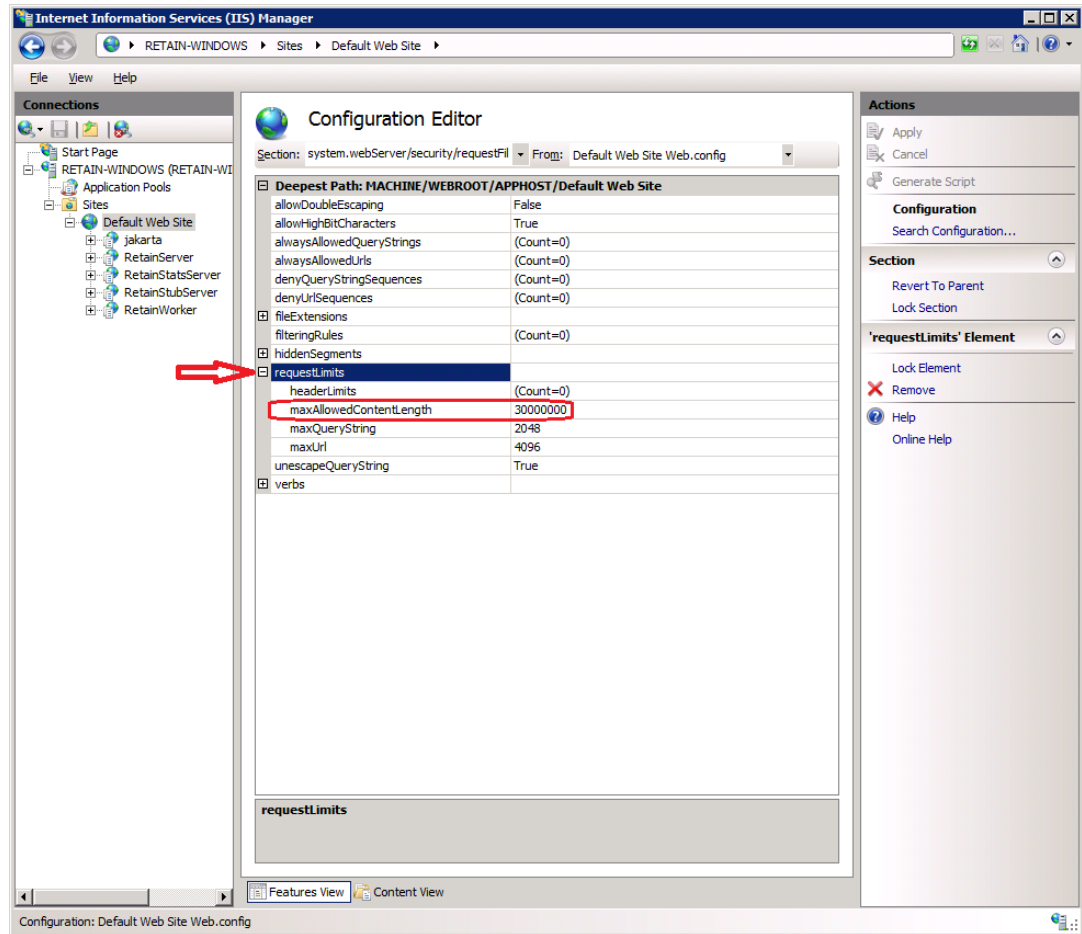 Internet Information Services (IIS) Manager
RETAIN-WINDOWS Sites Default Web Site
File View Help
Connections
Start Page
RETAIN-WINDOWS (RETAIN-WI
Application Pools
Sites
Default Web Site
jakarta
RetainServer
RetainStatsServer
RetainStubServer
RetainWorker
Configuration Editor
Section: system.webServer/security/requestFil From: Default Web Site Web.config
Deepest Path: MACHINE/WEBROOT/APPHOST/Default Web Site
allowDoubleEscaping False
allowHighBitCharacters True
alwaysAllowedQueryStrings (Count=0)
alwaysAllowedUrls (Count=0)
denyQueryStringSequences (Count=0)
denyUrlSequences (Count=0)
fileExtensions
filteringRules (Count=0)
hiddenSegments
requestLimits
headerLimits (Count=0)
maxAllowedContentLength 30000000
maxQueryString 2048
maxUrl 4096
unescapeQueryString True
verbs
requestLimits
Features View Content View
Actions
Apply
Cancel
Generate Script
Configuration
Search Configuration...
Section
Revert To Parent
Lock Section
'requestLimits' Element
Lock Element
Remove
Help
Online Help
Configuration: Default Web Site Web.config